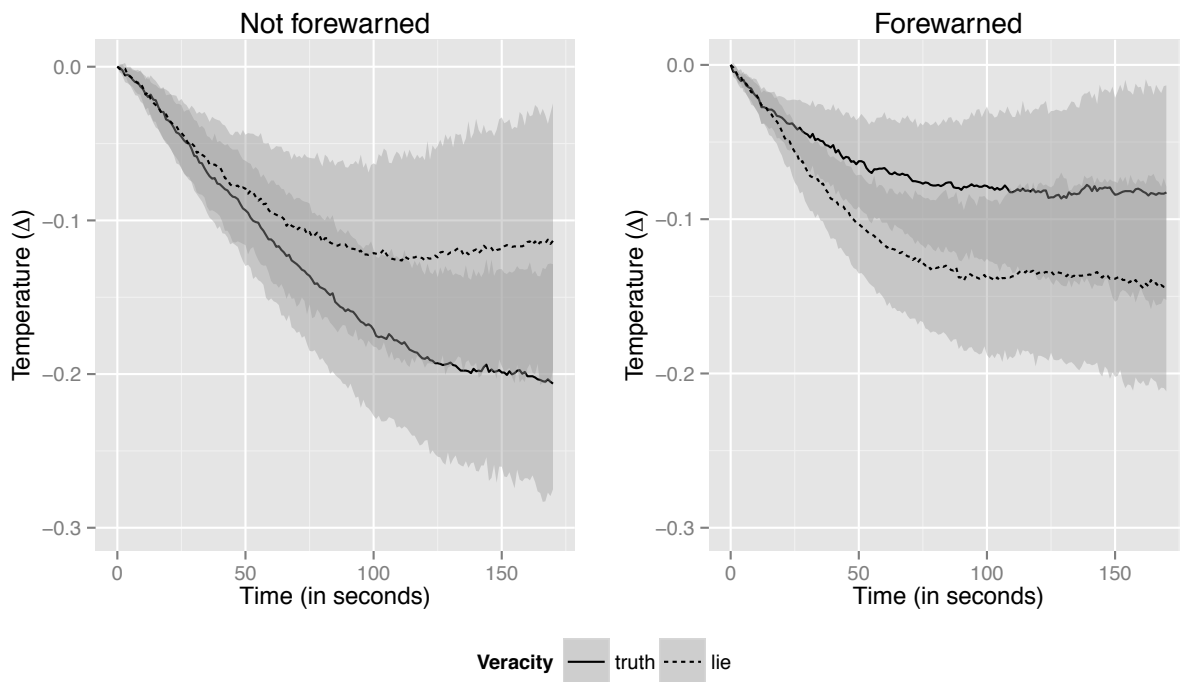 Not forewarned
Forewarned
0.0
−0.1
−0.2
−0.3
Temperature (Δ)
0 50 100 150
Time (in seconds)
0.0
−0.1
−0.2
−0.3
Temperature (Δ)
0 50 100 150
Time (in seconds)
Veracity truth lie